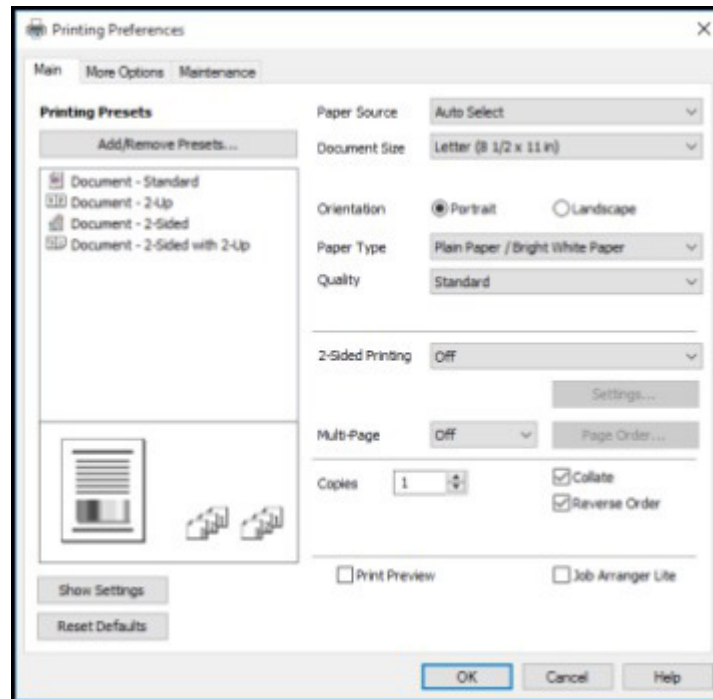 Printing Preferences
Main More Options Maintenance
Printing Presets
Add/Remove Presets...
Document - Standard
Document - 2-Up
Document - 2-Sided
Document - 2-Sided with 2-Up
Show Settings
Reset Defaults
Paper Source Auto Select
Document Size Letter (8 1/2 x 11 in)
Orientation Portrait Landscape
Paper Type Plain Paper / Bright White Paper
Quality Standard
2-Sided Printing Off
Settings...
Multi-Page Off Page Order...
Copies 1 Collate
Reverse Order
Print Preview Job Arranger Lite
OK Cancel Help